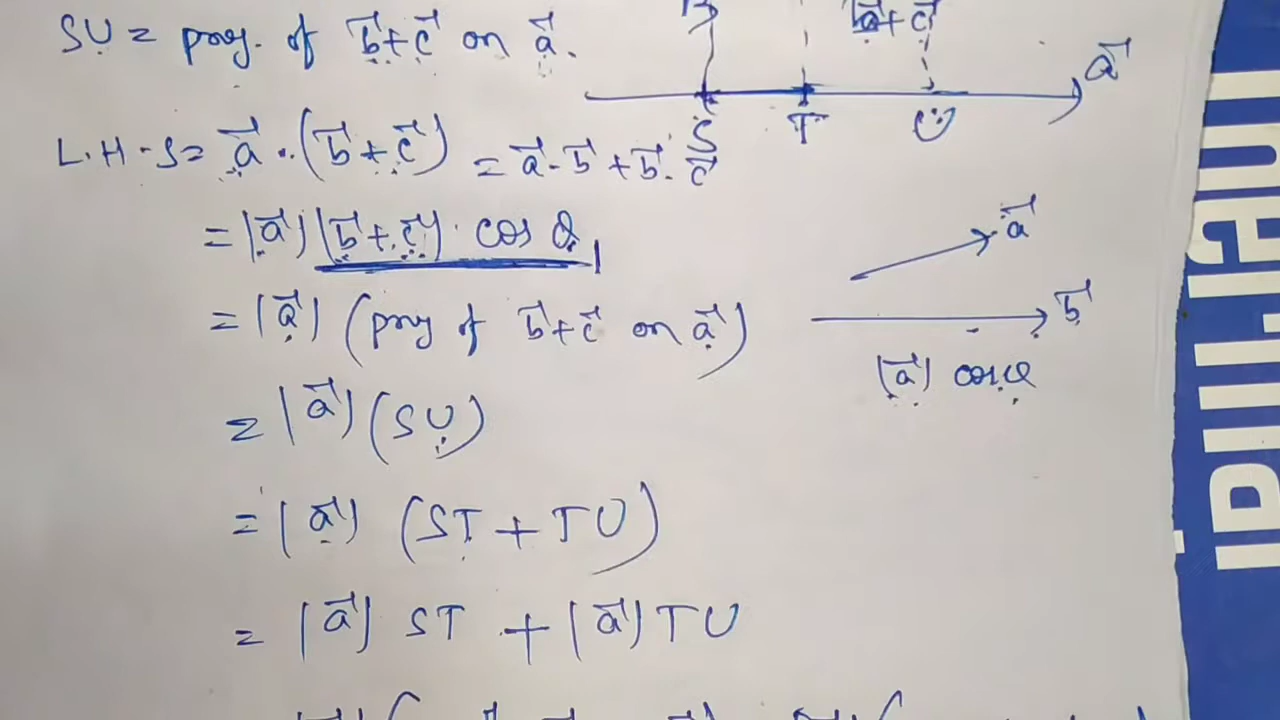 SU = proj. of b⃗+c⃗ on a⃗.
b⃗+c⃗
a⃗
S T U
L.H.S = a⃗ · (b⃗ + c⃗) = a⃗·b⃗ + b⃗·c⃗
= |a⃗| |b⃗+c⃗| · cos θ
a⃗
= |a⃗| (proj of b⃗+c⃗ on a⃗)
b⃗
|a⃗| cos θ
= |a⃗| (SU)
= |a⃗| (ST + TU)
= |a⃗| ST + |a⃗| TU